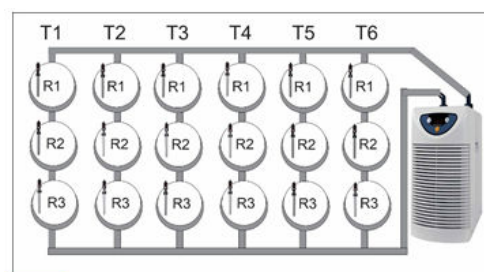 T1 T2 T3 T4 T5 T6
R1 R1 R1 R1 R1 R1
R2 R2 R2 R2 R2 R2
R3 R3 R3 R3 R3 R3